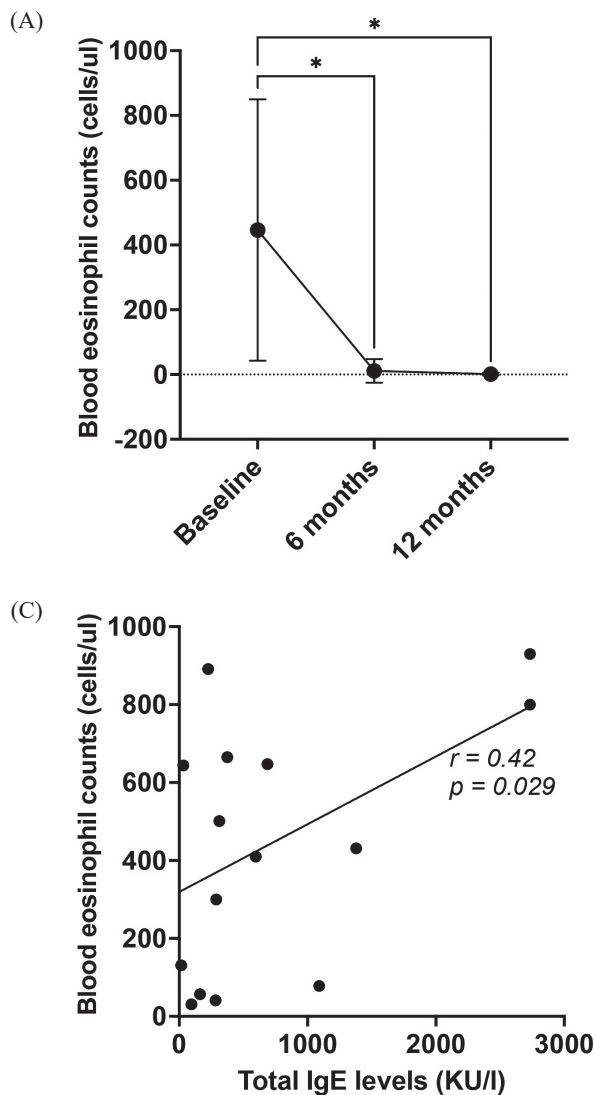 (A)
Blood eosinophil counts (cells/ul)
1000
800
600
400
200
0
-200
*
*
Baseline
6 months
12 months
(C)
Blood eosinophil counts (cells/ul)
1000
800
600
400
200
0
r = 0.42
p = 0.029
0
1000
2000
3000
Total IgE levels (KU/l)